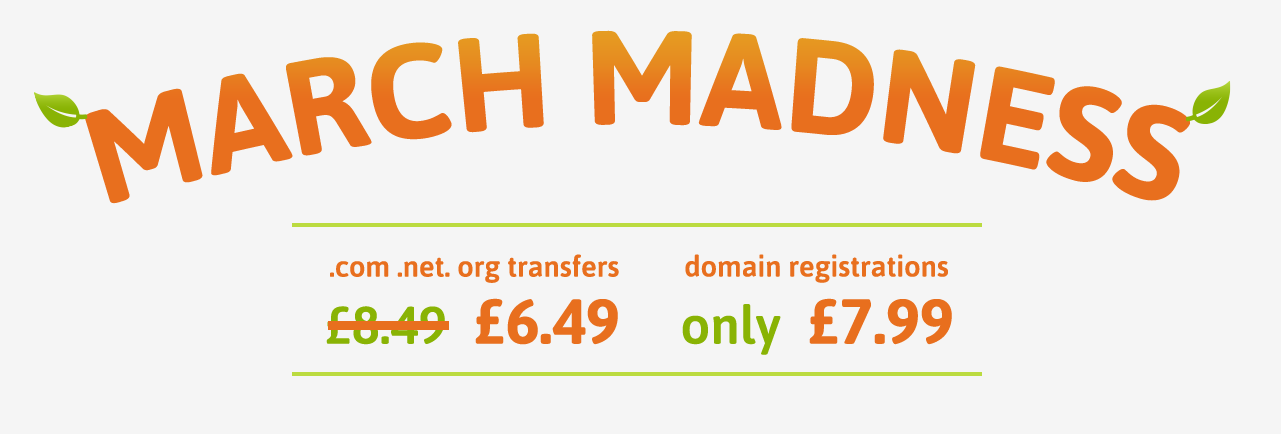 MARCH MADNESS
.com .net. org transfers
£8.49 £6.49
domain registrations
only £7.99